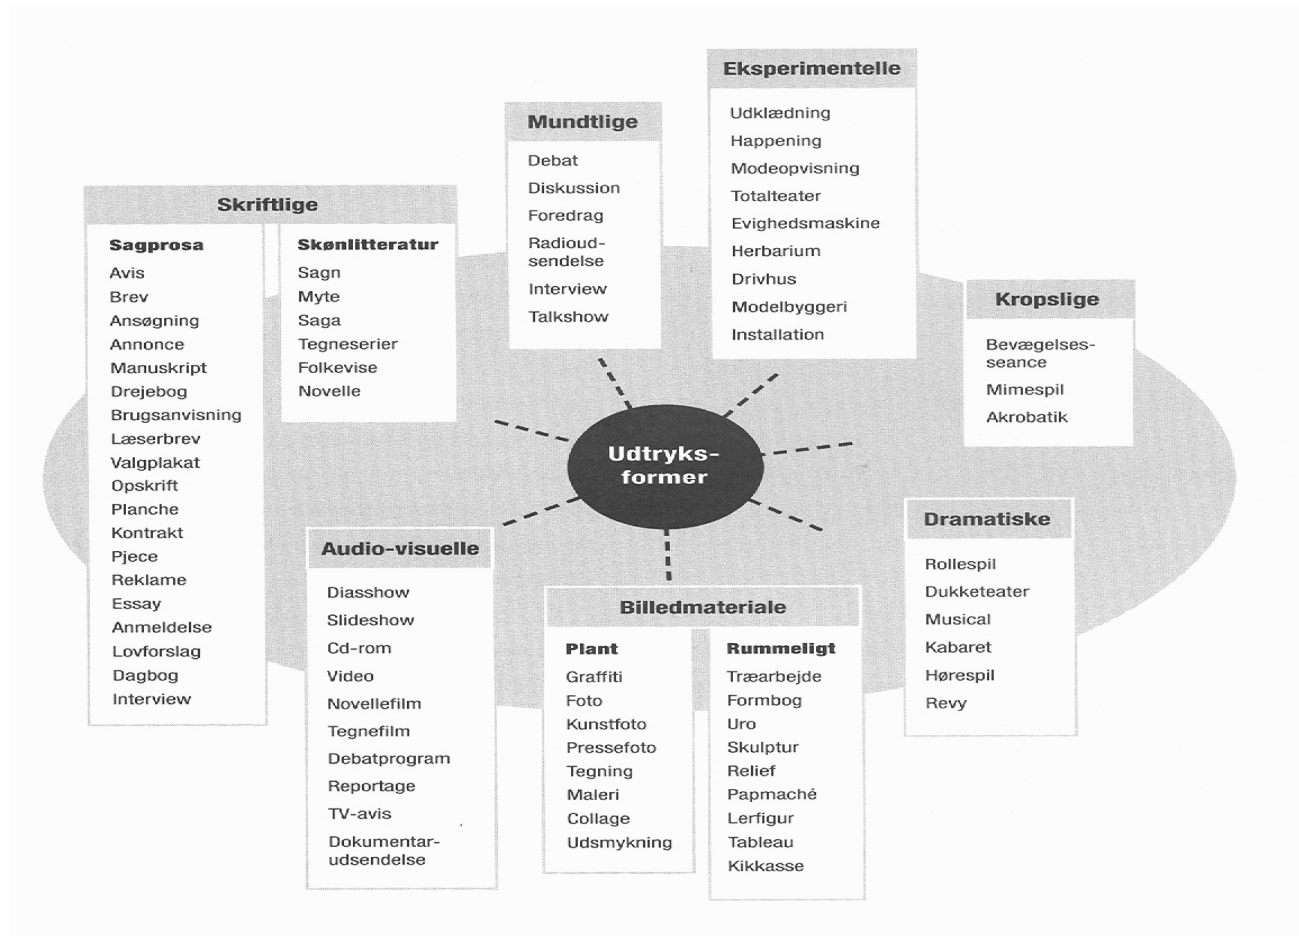 Eksperimentelle
Udklædning
Happening
Modeopvisning
Totalteater
Evighedsmaskine
Herbarium
Drivhus
Modelbyggeri
Installation
Mundtlige
Debat
Diskussion
Foredrag
Radioud-
sendelse
Interview
Talkshow
Skriftlige
Sagprosa
Avis
Brev
Ansøgning
Annonce
Manuskript
Drejebog
Brugsanvisning
Læserbrev
Valgplakat
Opskrift
Planche
Kontrakt
Pjece
Reklame
Essay
Anmeldelse
Lovforslag
Dagbog
Interview
Skønlitteratur
Sagn
Myte
Saga
Tegneserier
Folkevise
Novelle
Kropslige
Bevægelses-
seance
Mimespil
Akrobatik
Udtryks-
former
Dramatiske
Rollespil
Dukketeater
Musical
Kabaret
Hørespil
Revy
Audio-visuelle
Diasshow
Slideshow
Cd-rom
Video
Novellefilm
Tegnefilm
Debatprogram
Reportage
TV-avis
Dokumentar-
udsendelse
Billedmateriale
Plant
Graffiti
Foto
Kunstfoto
Pressefoto
Tegning
Maleri
Collage
Udsmykning
Rummeligt
Træarbejde
Formbog
Uro
Skulptur
Relief
Papmaché
Lerfigur
Tableau
Kikkasse